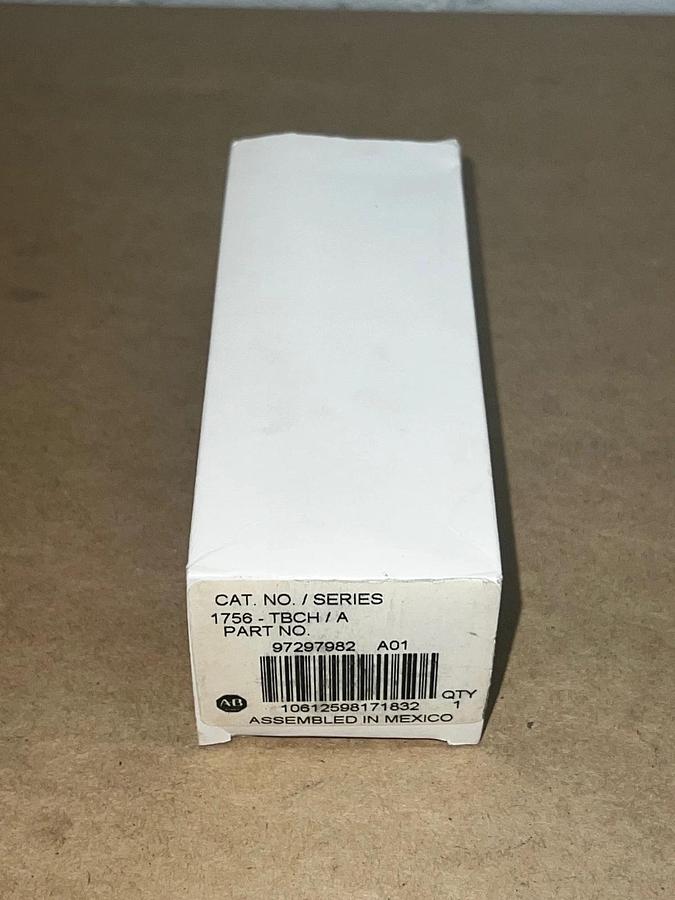 CAT. NO. / SERIES
1756 - TBCH / A
PART NO.
97297982 A01
QTY
AB 10612598171832 1
ASSEMBLED IN MEXICO